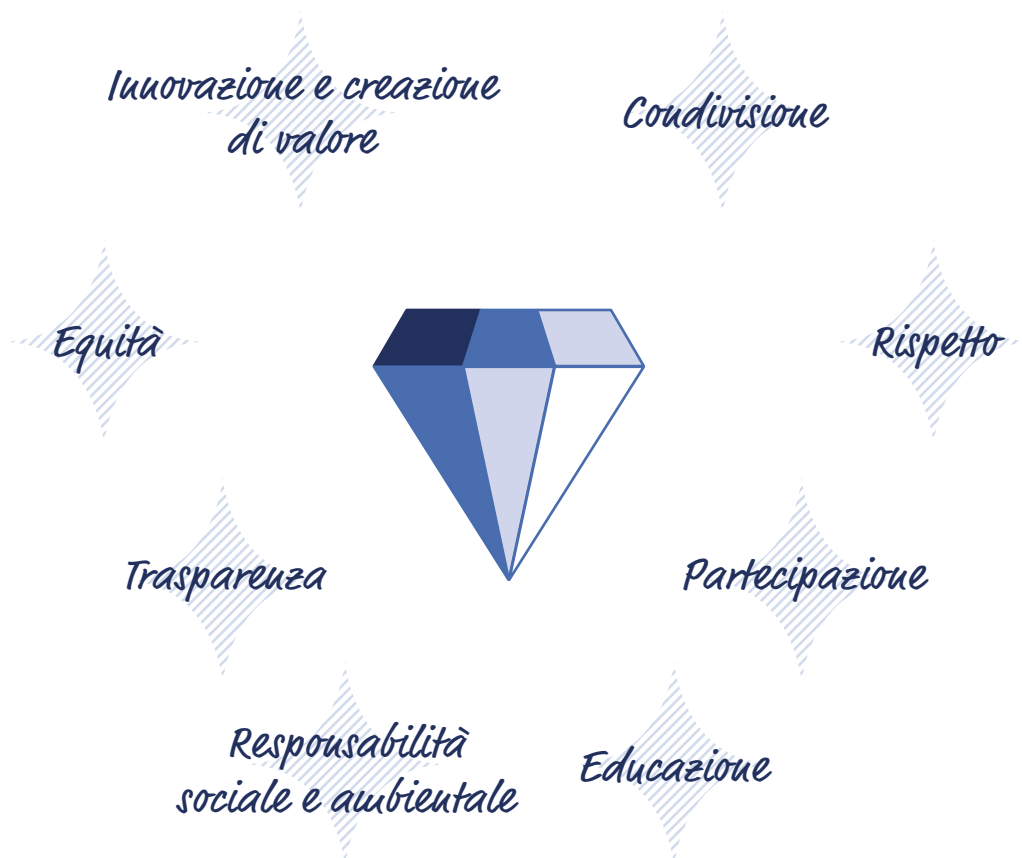 Innovazione e creazione
di valore
Condivisione
Equità
Rispetto
Trasparenza
Partecipazione
Responsabilità
sociale e ambientale
Educazione